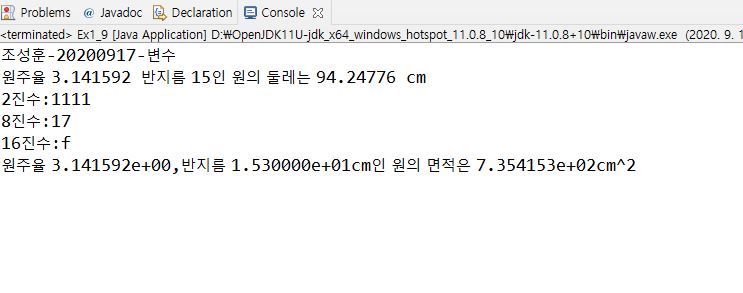 Problems @ Javadoc Declaration Console
<terminated> Ex1_9 [Java Application] D:₩OpenJDK11U-jdk_x64_windows_hotspot_11.0.8_10₩jdk-11.0.8+10₩bin₩javaw.exe (2020. 9. 1
조성훈-20200917-변수
원주율 3.141592 반지름 15인 원의 둘레는 94.24776 cm
2진수:1111
8진수:17
16진수:f
원주율 3.141592e+00,반지름 1.530000e+01cm인 원의 면적은 7.354153e+02cm^2